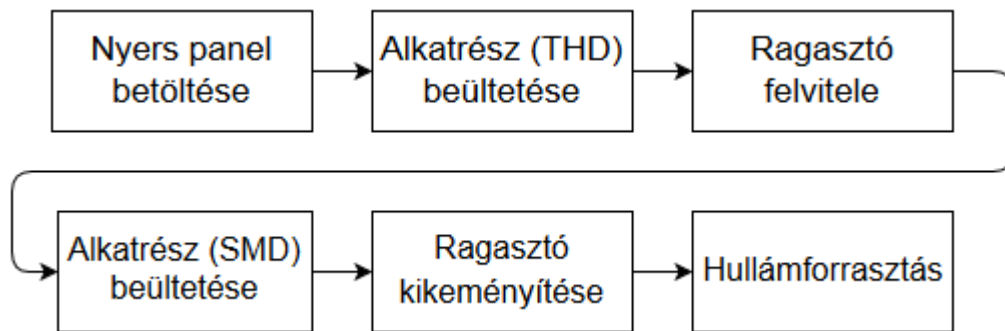 Nyers panel
betöltése
Alkatrész (THD)
beültetése
Ragasztó
felvitele
Alkatrész (SMD)
beültetése
Ragasztó
kikeményítése
Hullámforrasztás